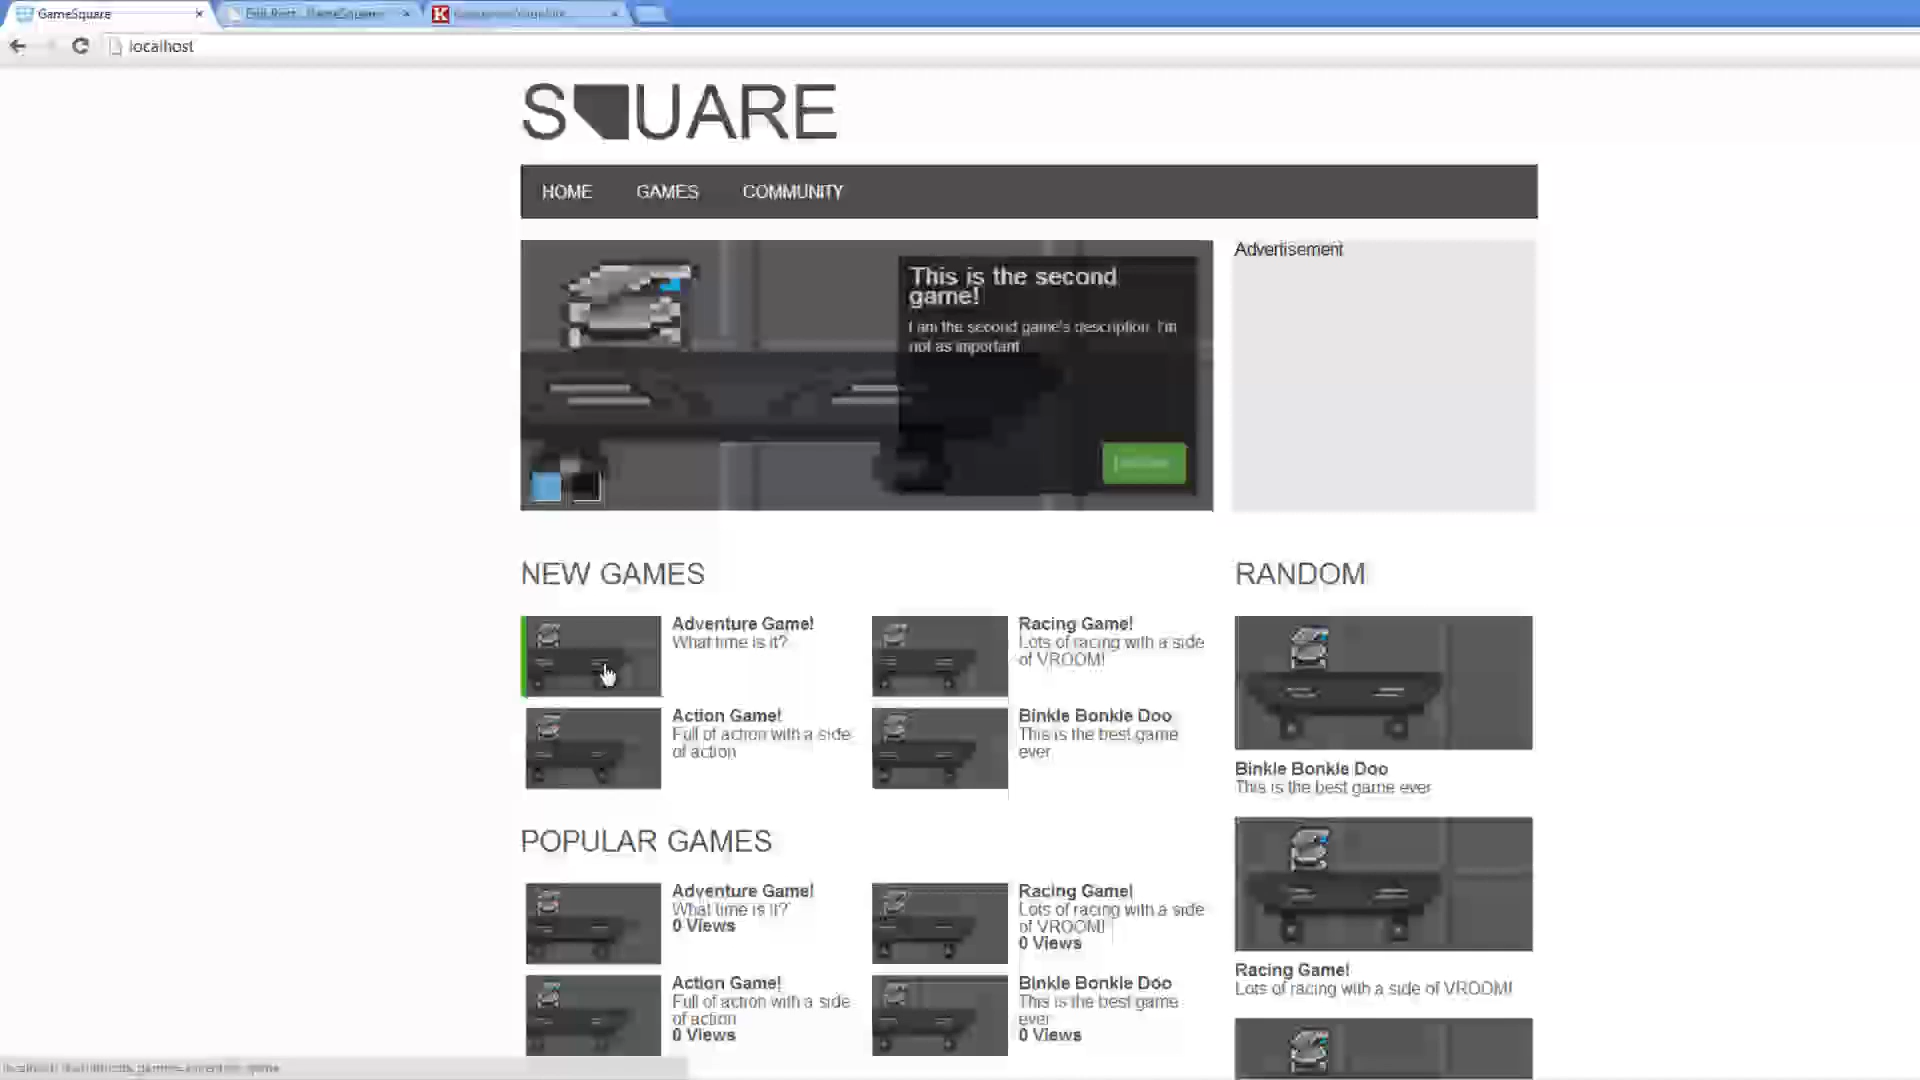 GameSquare
localhost
S UARE
HOME GAMES COMMUNITY
This is the second
game!
I am the second game's description. I'm
not as important
Advertisement
NEW GAMES
Adventure Game!
What time is it?
Racing Game!
Lots of racing with a side
of VROOM!
Action Game!
Full of action with a side
of action
Binkle Bonkle Doo
This is the best game
ever
POPULAR GAMES
Adventure Game!
What time is it?
0 Views
Racing Game!
Lots of racing with a side
of VROOM!
0 Views
Action Game!
Full of action with a side
of action
0 Views
Binkle Bonkle Doo
This is the best game
ever
0 Views
RANDOM
Binkle Bonkle Doo
This is the best game ever
Racing Game!
Lots of racing with a side of VROOM!